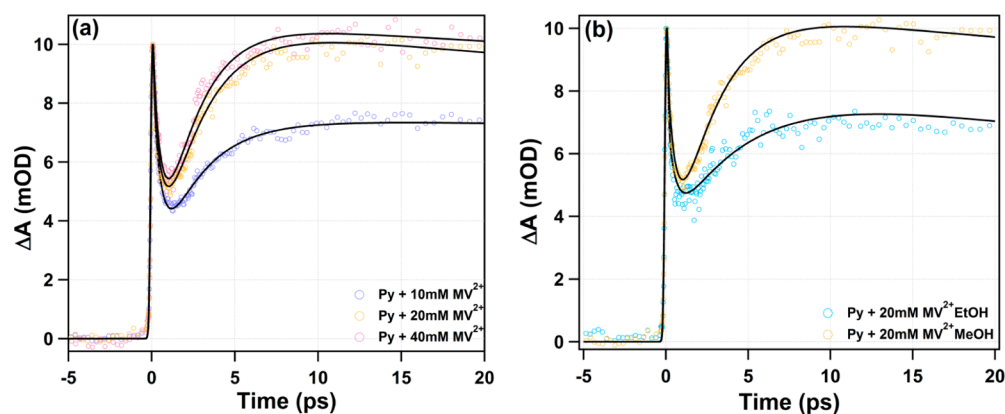 (a)
10
8
6
4
2
0
-5
0
5
10
15
20
ΔA (mOD)
Time (ps)
Py + 10mM MV²⁺
Py + 20mM MV²⁺
Py + 40mM MV²⁺
(b)
10
8
6
4
2
0
-5
0
5
10
15
20
ΔA (mOD)
Time (ps)
Py + 20mM MV²⁺ EtOH
Py + 20mM MV²⁺ MeOH